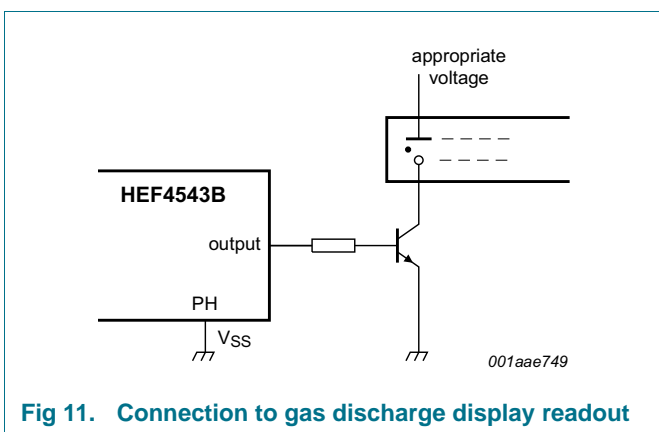 appropriate
voltage
HEF4543B
output
PH
VSS
001aae749
Fig 11. Connection to gas discharge display readout